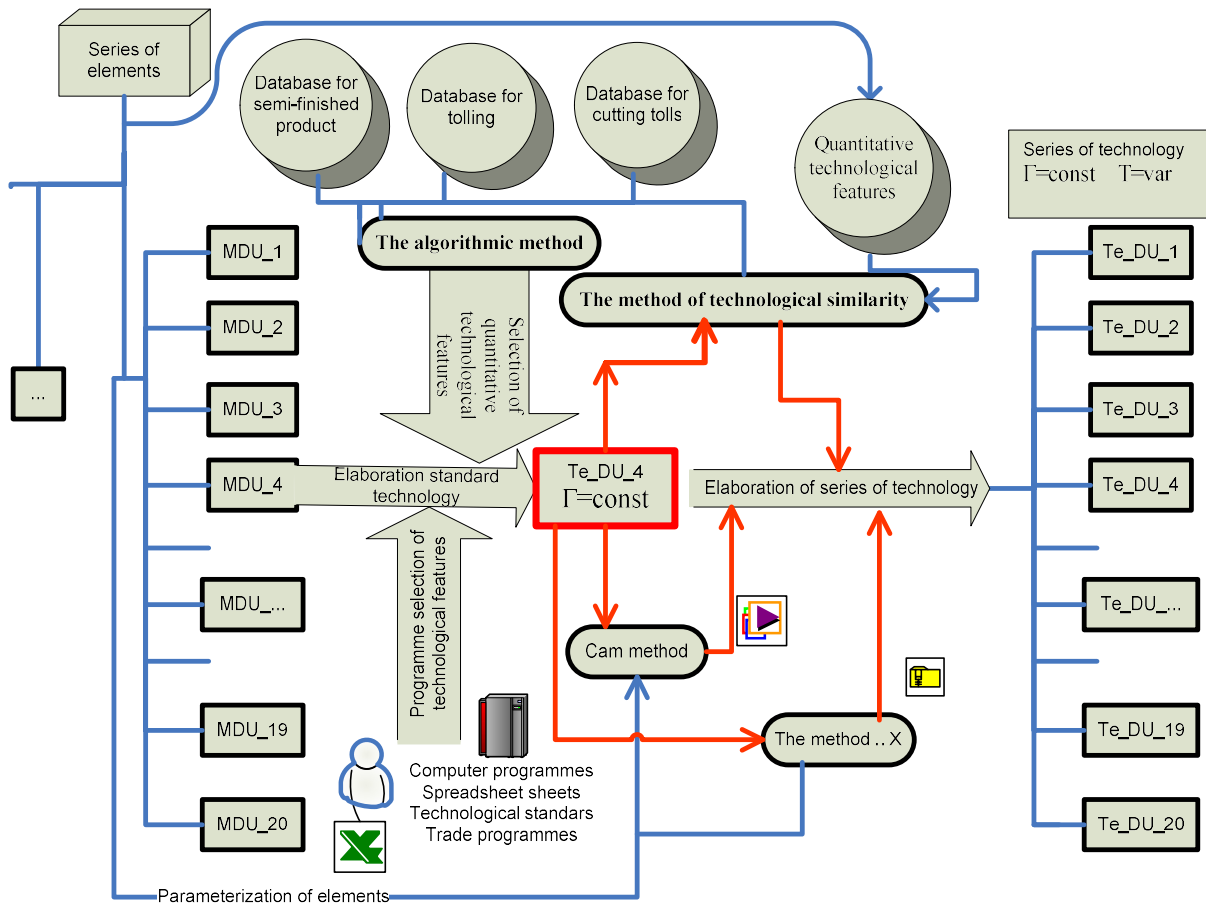 Series of
elements
Database for
semi-finished
product
Database for
tolling
Database for
cutting tolls
Quantitative
technological
features
Series of technology
Γ=const T=var
The algorithmic method
The method of technological similarity
Selection of
quantitative
technological
features
...
MDU_1
MDU_2
MDU_3
MDU_4
MDU_...
MDU_19
MDU_20
Elaboration standard
technology
Te_DU_4
Γ=const
Elaboration of series of technology
Programme selection of
technological features
Cam method
The method .. X
Computer programmes
Spreadsheet sheets
Technological standars
Trade programmes
Parameterization of elements
Te_DU_1
Te_DU_2
Te_DU_3
Te_DU_4
Te_DU_...
Te_DU_19
Te_DU_20